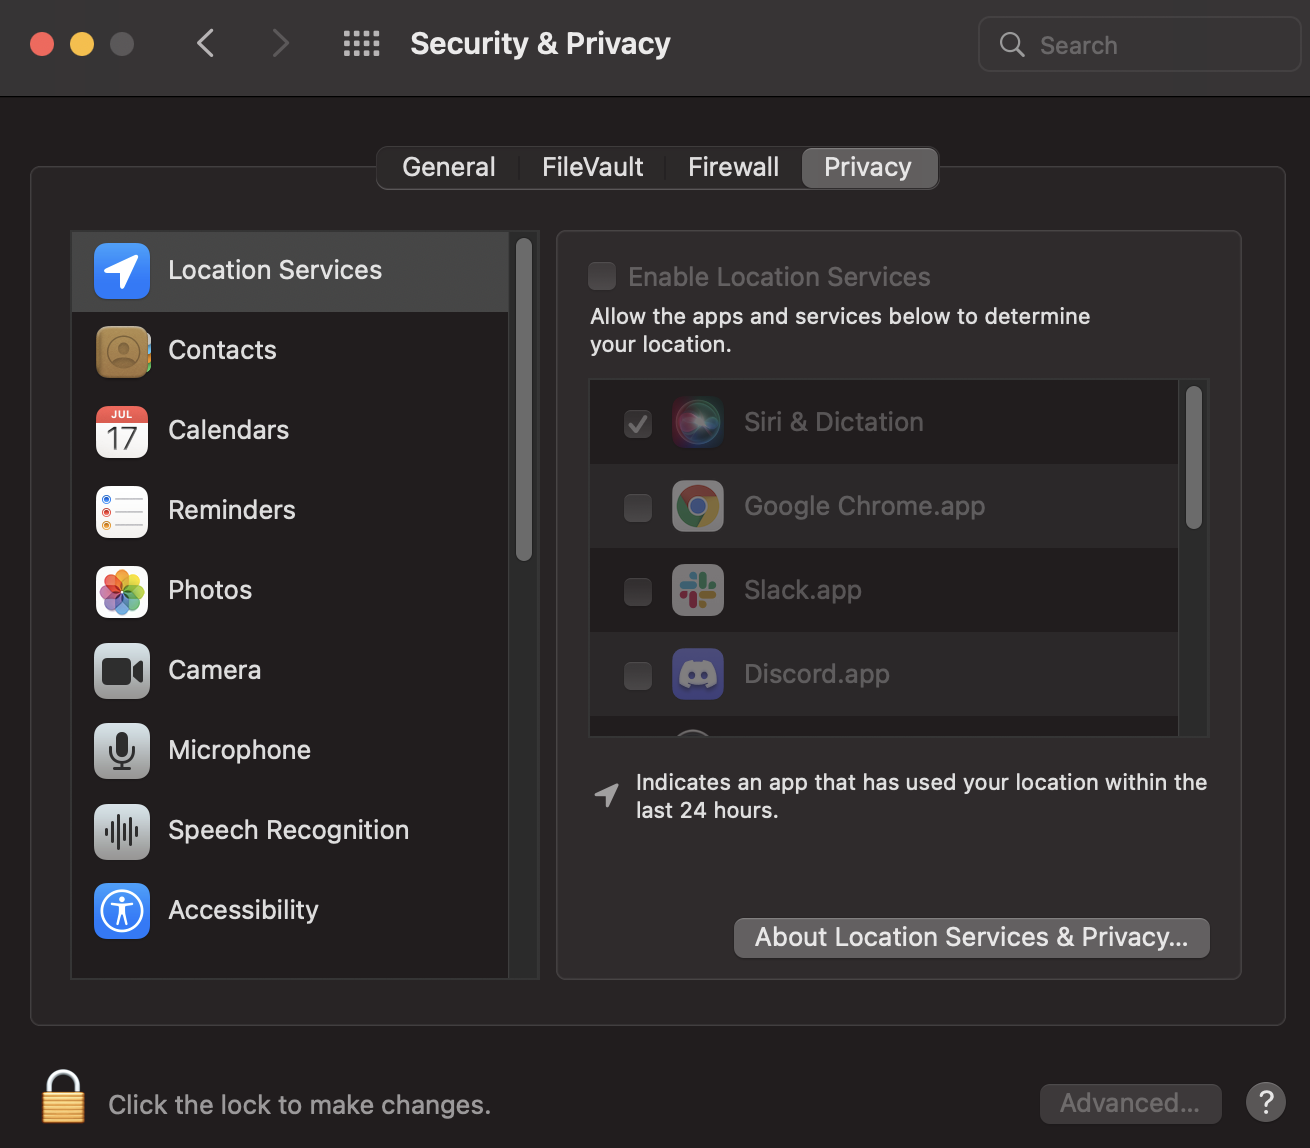 Security & Privacy
Search
General
FileVault
Firewall
Privacy
Location Services
Contacts
JUL
17
Calendars
Reminders
Photos
Camera
Microphone
Speech Recognition
Accessibility
Enable Location Services
Allow the apps and services below to determine
your location.
Siri & Dictation
Google Chrome.app
Slack.app
Discord.app
Indicates an app that has used your location within the
last 24 hours.
About Location Services & Privacy...
Click the lock to make changes.
Advanced...
?